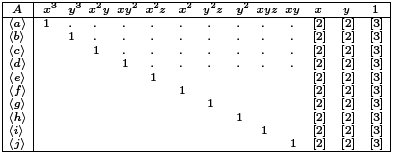 A x³ y³ x²y xy² x²z x² y²z y² xyz xy x y 1
⟨a⟩ 1 . . . . . . . . . [2] [2] [3]
⟨b⟩ 1 . . . . . . . . [2] [2] [3]
⟨c⟩ 1 . . . . . . . [2] [2] [3]
⟨d⟩ 1 . . . . . . [2] [2] [3]
⟨e⟩ 1 [2] [2] [3]
⟨f⟩ 1 [2] [2] [3]
⟨g⟩ 1 [2] [2] [3]
⟨h⟩ 1 [2] [2] [3]
⟨i⟩ 1 [2] [2] [3]
⟨j⟩ 1 [2] [2] [3]